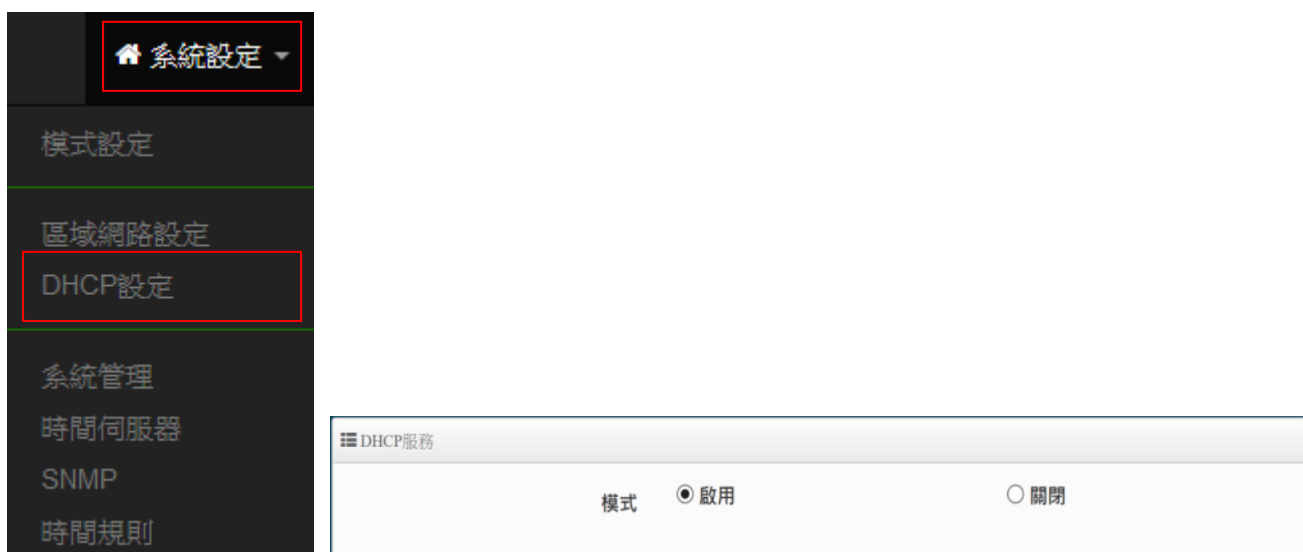 系統設定
模式設定
區域網路設定
DHCP設定
系統管理
時間伺服器
SNMP
時間規則
DHCP服務
模式 啟用 關閉